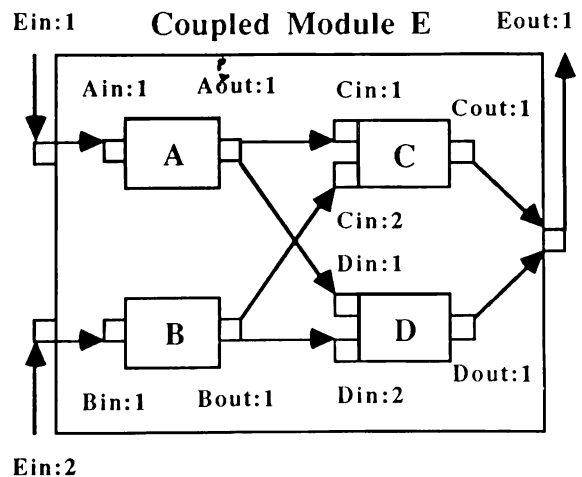 Ein:1 Coupled Module E Eout:1
Ain:1 Aout:1 Cin:1 Cout:1
A C
Cin:2
Din:1
B D
Bin:1 Bout:1 Din:2 Dout:1
Ein:2